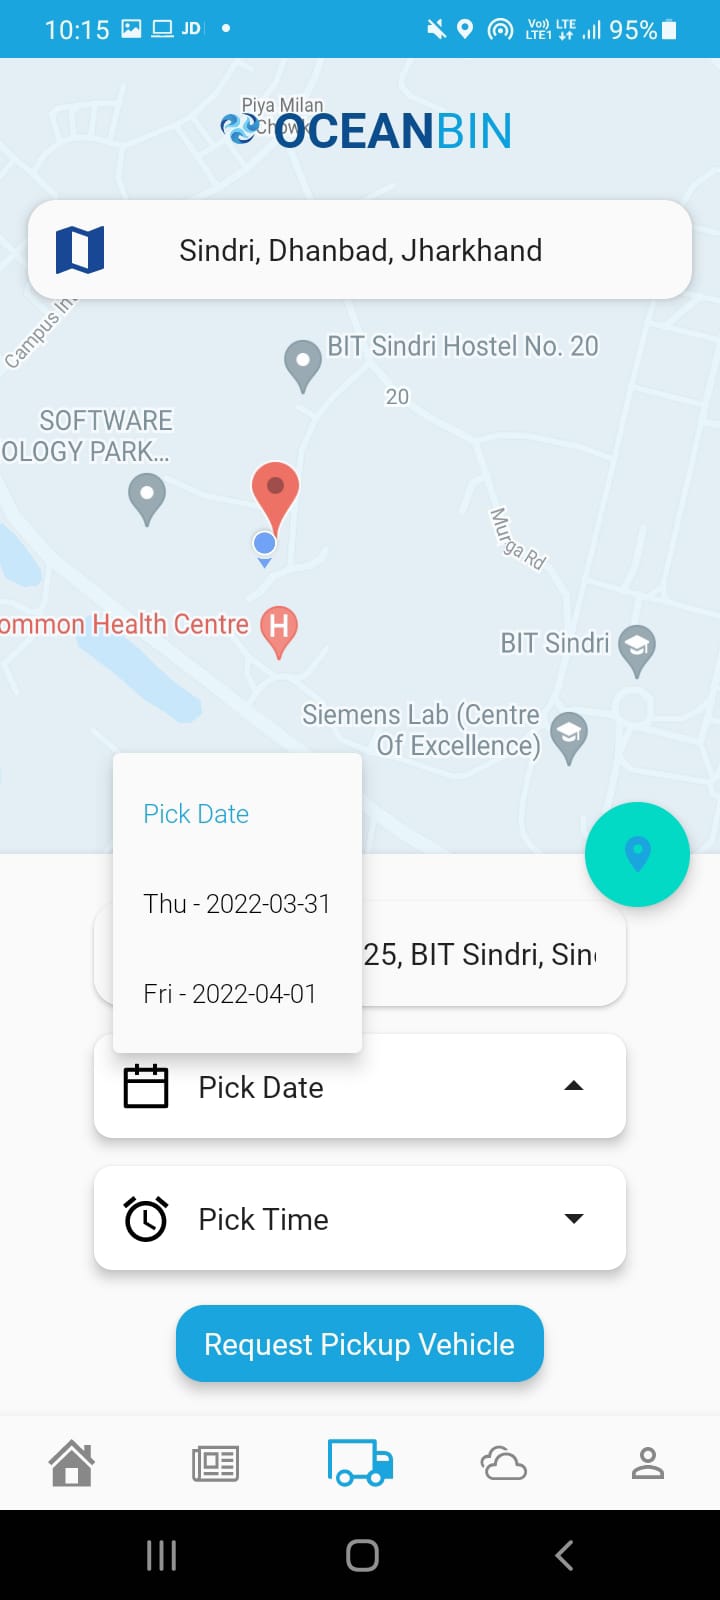 10:15 JD Vo)) LTE 95%
LTE1
Piya Milan
Chowk
OCEANBIN
Sindri, Dhanbad, Jharkhand
Campus
BIT Sindri Hostel No. 20
20
SOFTWARE
OLOGY PARK...
Murga Rd
ommon Health Centre H
BIT Sindri
Siemens Lab (Centre
Of Excellence)
Pick Date
Thu - 2022-03-31
25, BIT Sindri, Sin
Fri - 2022-04-01
Pick Date
Pick Time
Request Pickup Vehicle